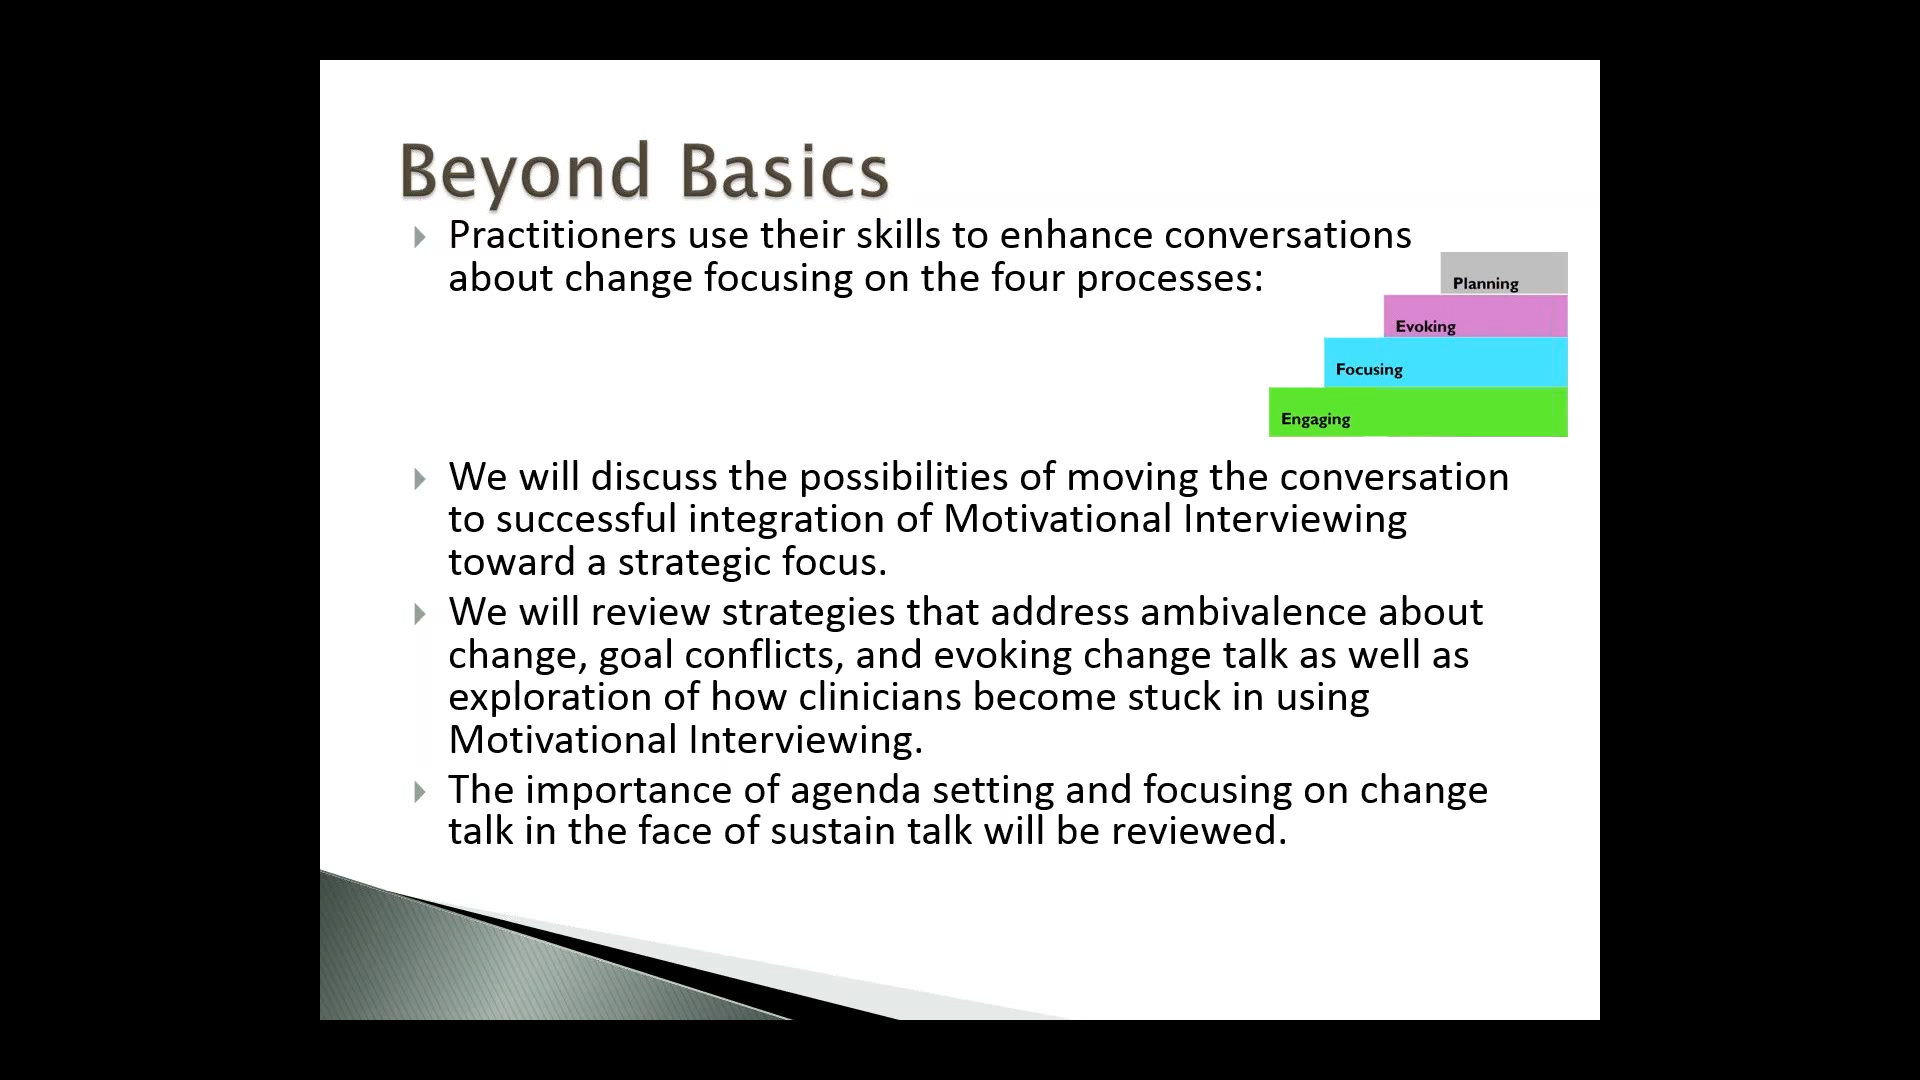 Beyond Basics
Practitioners use their skills to enhance conversations
about change focusing on the four processes:
Planning
Evoking
Focusing
Engaging
We will discuss the possibilities of moving the conversation
to successful integration of Motivational Interviewing
toward a strategic focus.
We will review strategies that address ambivalence about
change, goal conflicts, and evoking change talk as well as
exploration of how clinicians become stuck in using
Motivational Interviewing.
The importance of agenda setting and focusing on change
talk in the face of sustain talk will be reviewed.